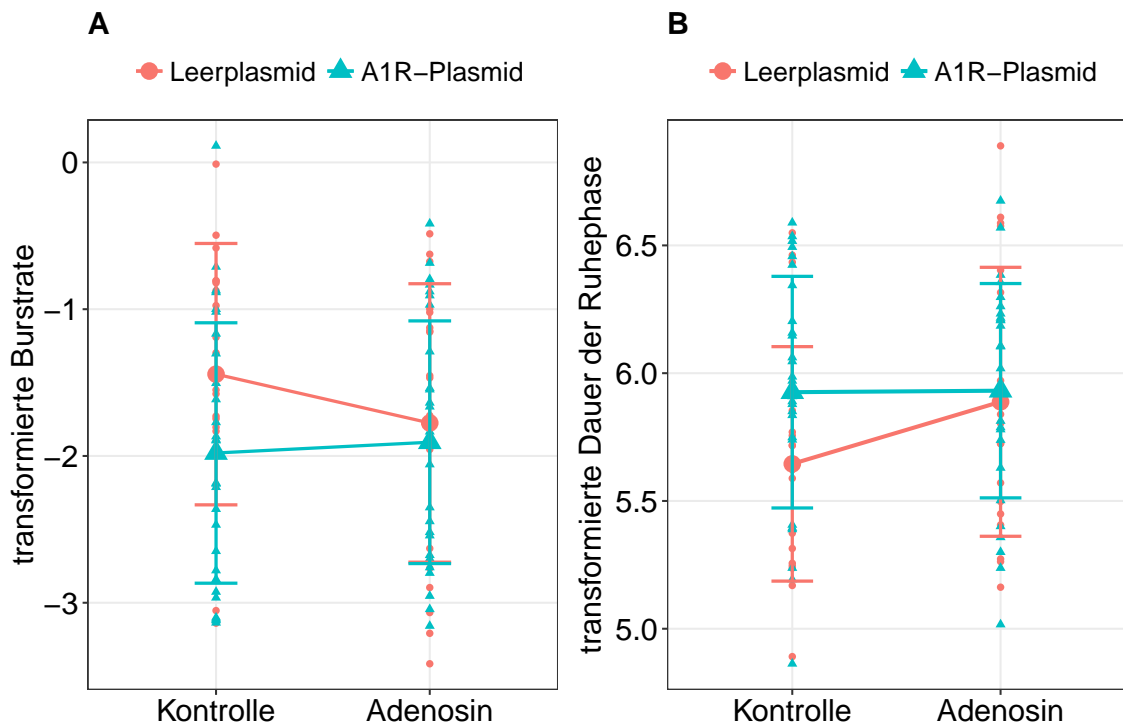 A
Leerplasmid A1R−Plasmid
transformierte Burstrate
0
−1
−2
−3
Kontrolle Adenosin
B
Leerplasmid A1R−Plasmid
transformierte Dauer der Ruhephase
6.5
6.0
5.5
5.0
Kontrolle Adenosin